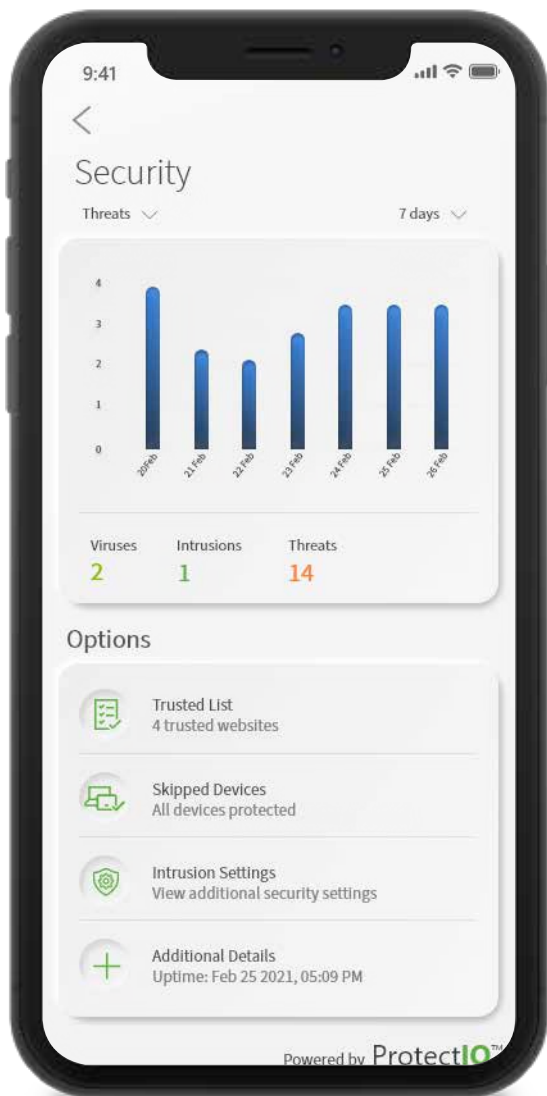 9:41
Security
Threats
7 days
4
3
2
1
0
20Feb
21 Feb
22 Feb
23 Feb
24 Feb
25 Feb
26 Feb
Viruses Intrusions Threats
2 1 14
Options
Trusted List
4 trusted websites
Skipped Devices
All devices protected
Intrusion Settings
View additional security settings
Additional Details
Uptime: Feb 25 2021, 05:09 PM
Powered by ProtectIQ™